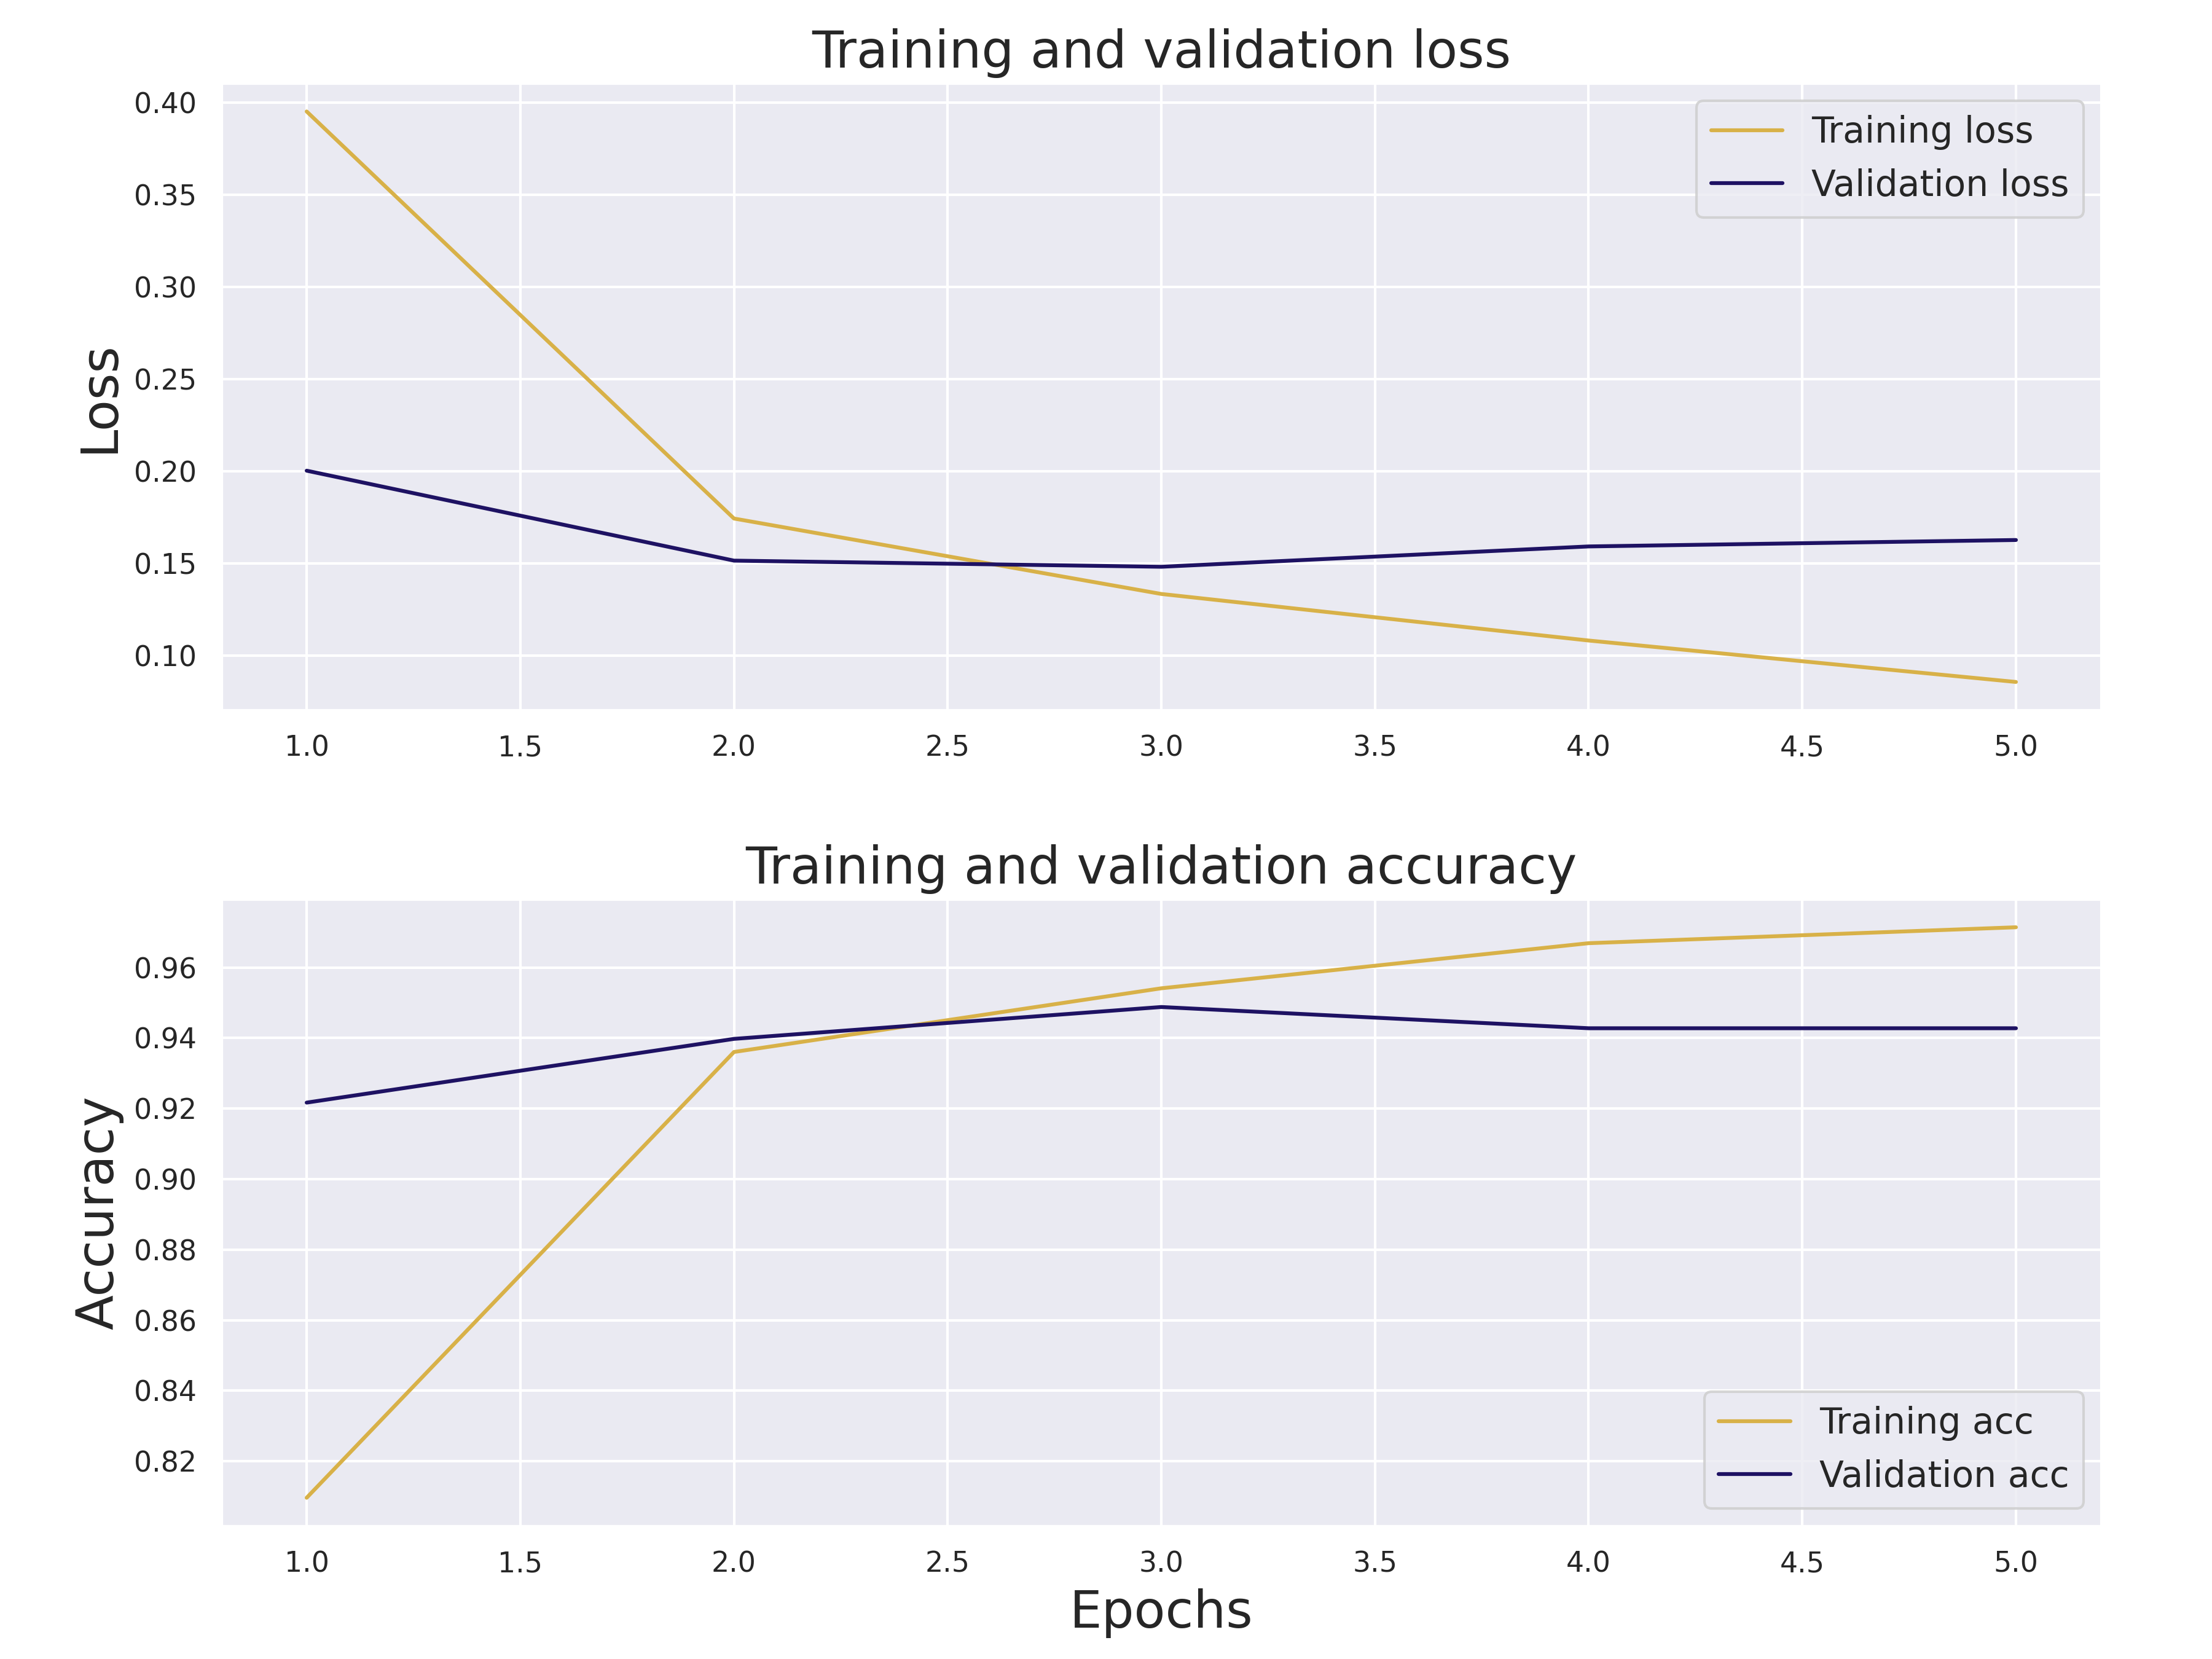 Training and validation loss
0.40
0.35
0.30
0.25
0.20
0.15
0.10
Loss
Training loss
Validation loss
1.0 1.5 2.0 2.5 3.0 3.5 4.0 4.5 5.0
Training and validation accuracy
0.96
0.94
0.92
0.90
0.88
0.86
0.84
0.82
Accuracy
Training acc
Validation acc
1.0 1.5 2.0 2.5 3.0 3.5 4.0 4.5 5.0
Epochs